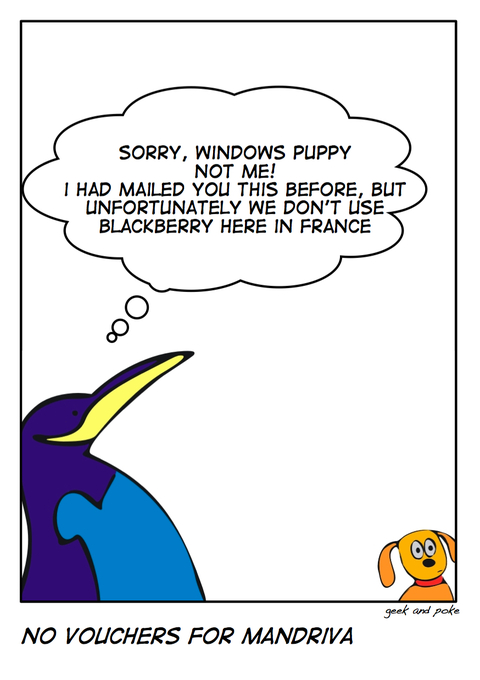 SORRY, WINDOWS PUPPY
NOT ME!
I HAD MAILED YOU THIS BEFORE, BUT
UNFORTUNATELY WE DON'T USE
BLACKBERRY HERE IN FRANCE
geek and poke
NO VOUCHERS FOR MANDRIVA